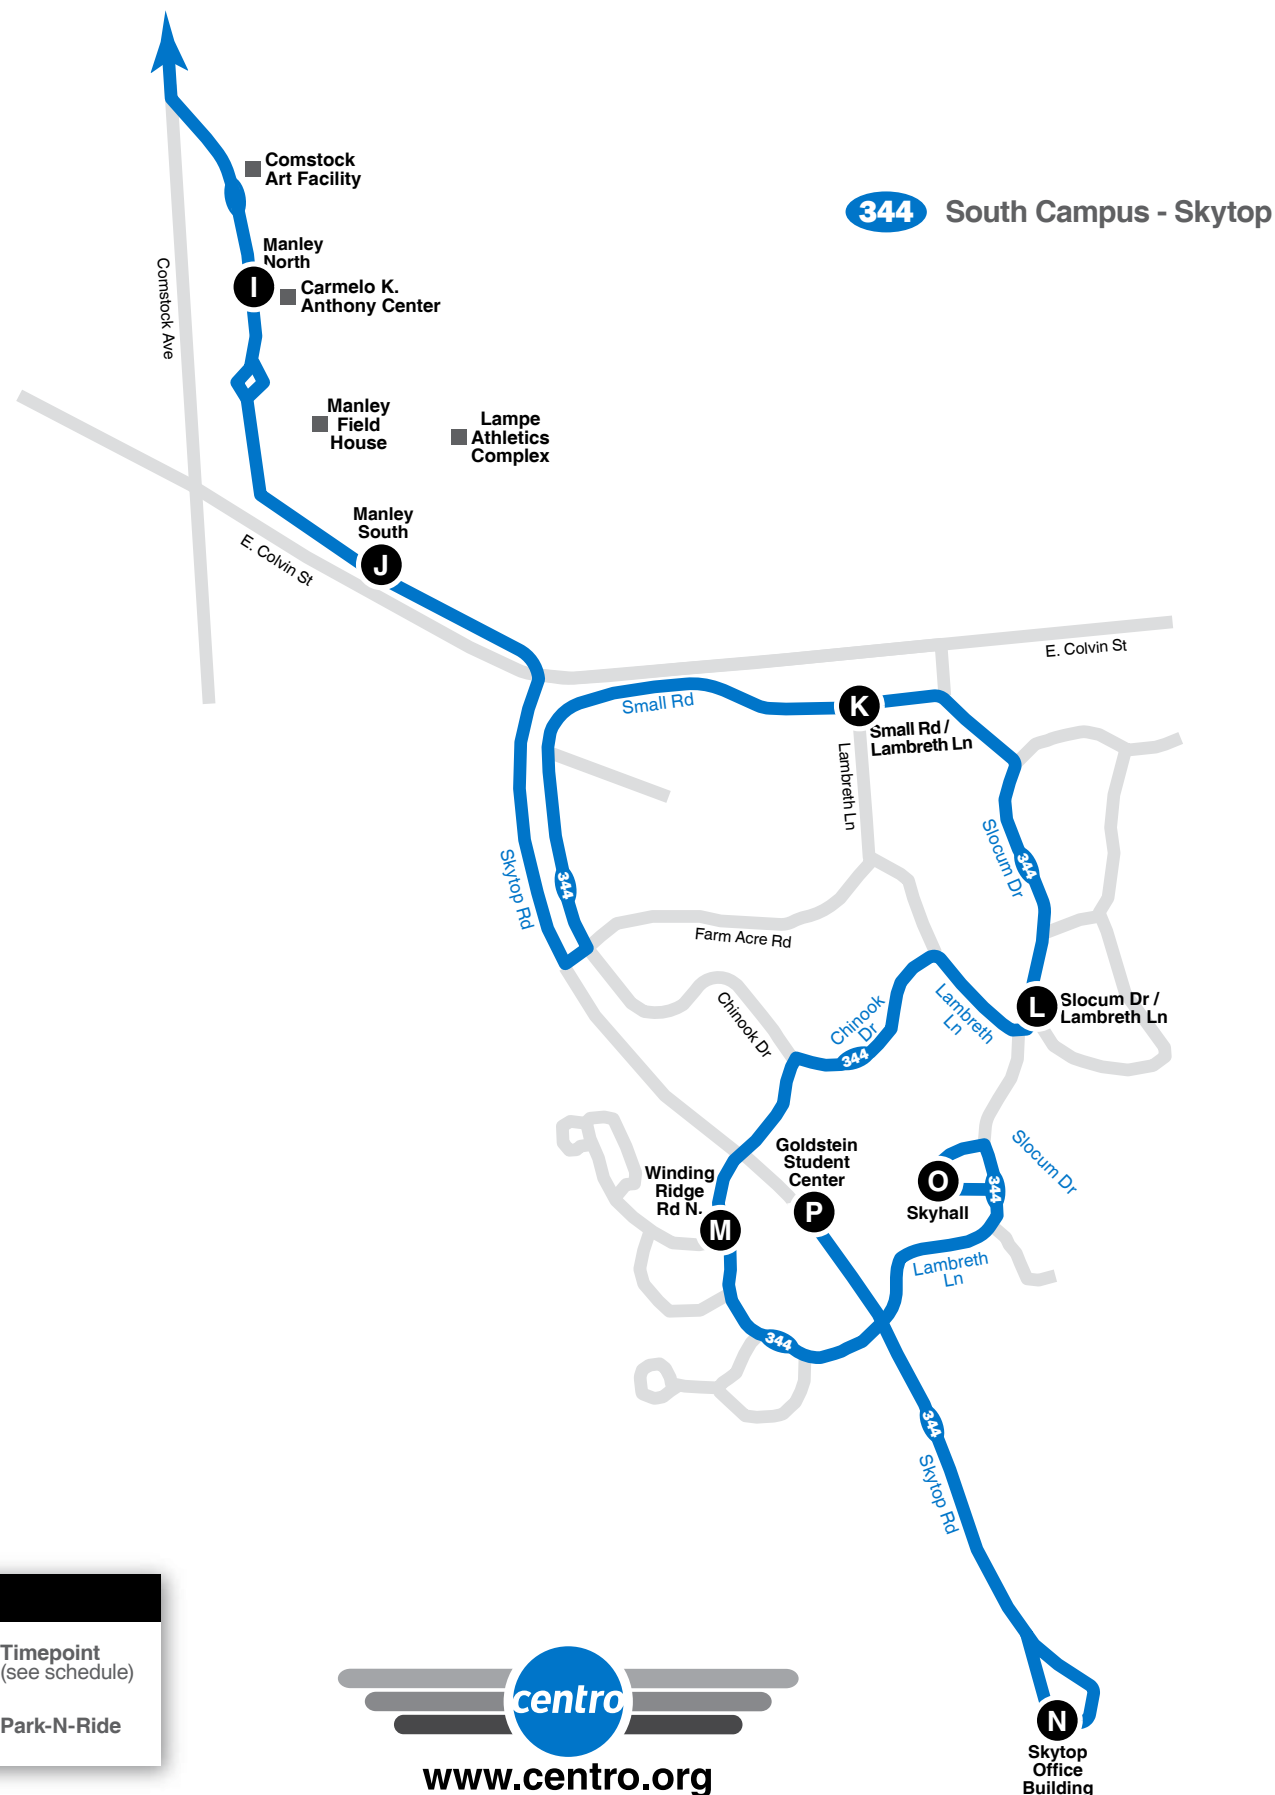 Comstock
Art Facility
344 South Campus - Skytop
Manley
North
I
Carmelo K.
Anthony Center
Comstock Ave
Manley
Field
House
Lampe
Athletics
Complex
Manley
South
J
E. Colvin St
E. Colvin St
Small Rd
K
Small Rd /
Lambreth Ln
Lambreth Ln
Slocum Dr
344
Skytop Rd
344
Farm Acre Rd
Chinook Dr
Chinook
Dr
344
Lambreth
Ln
L
Slocum Dr /
Lambreth Ln
Slocum Dr
Goldstein
Student
Center
P
Winding
Ridge
Rd N.
M
O
Skyhall
344
Lambreth
Ln
344
344
Skytop Rd
N
Skytop
Office
Building
Timepoint
(see schedule)
Park-N-Ride
centro
www.centro.org